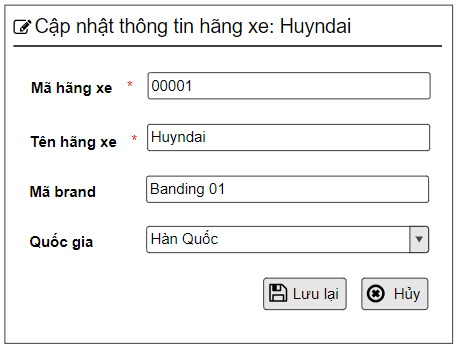 Cập nhật thông tin hãng xe: Huyndai
Mã hãng xe * 00001
Tên hãng xe * Huyndai
Mã brand Banding 01
Quốc gia Hàn Quốc
Lưu lại Hủy